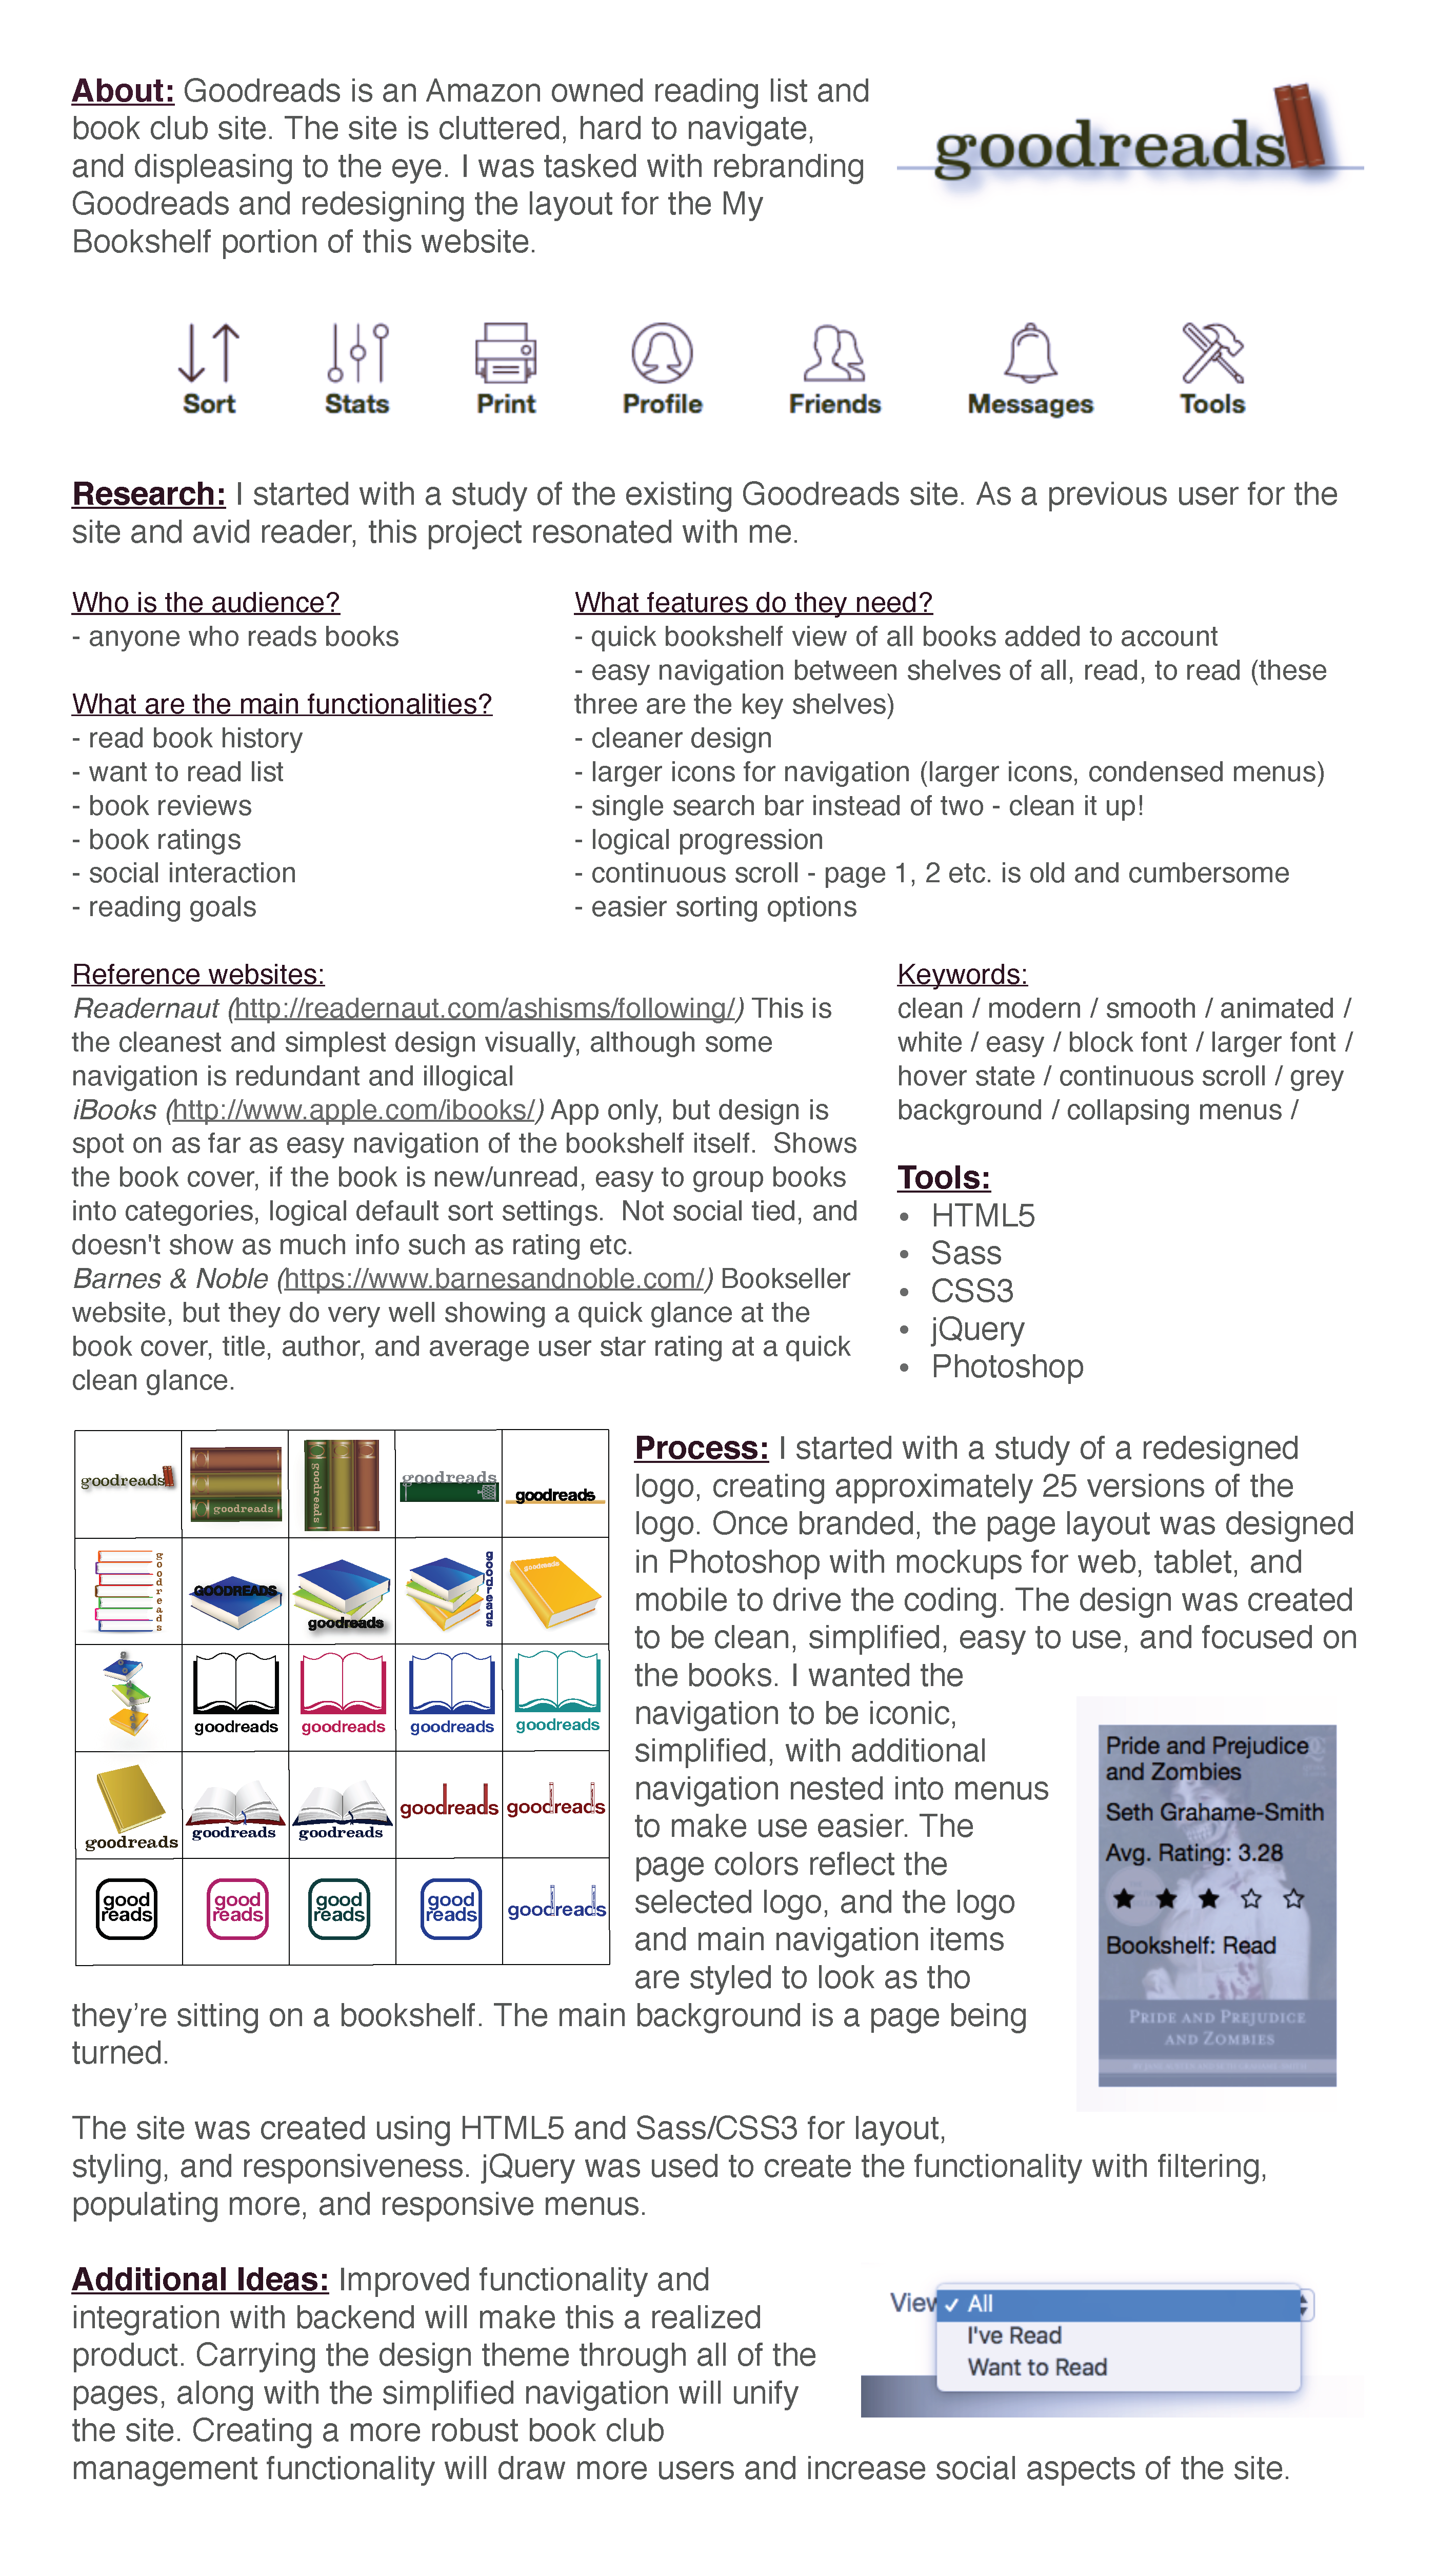 About: Goodreads is an Amazon owned reading list and
book club site. The site is cluttered, hard to navigate,
and displeasing to the eye. I was tasked with rebranding
Goodreads and redesigning the layout for the My
Bookshelf portion of this website.
goodreads
Sort
Stats
Print
Profile
Friends
Messages
Tools
Research: I started with a study of the existing Goodreads site. As a previous user for the
site and avid reader, this project resonated with me.
Who is the audience?
- anyone who reads books
What are the main functionalities?
- read book history
- want to read list
- book reviews
- book ratings
- social interaction
- reading goals
What features do they need?
- quick bookshelf view of all books added to account
- easy navigation between shelves of all, read, to read (these
three are the key shelves)
- cleaner design
- larger icons for navigation (larger icons, condensed menus)
- single search bar instead of two - clean it up!
- logical progression
- continuous scroll - page 1, 2 etc. is old and cumbersome
- easier sorting options
Reference websites:
Readernaut (http://readernaut.com/ashisms/following/) This is
the cleanest and simplest design visually, although some
navigation is redundant and illogical
iBooks (http://www.apple.com/ibooks/) App only, but design is
spot on as far as easy navigation of the bookshelf itself.  Shows
the book cover, if the book is new/unread, easy to group books
into categories, logical default sort settings.  Not social tied, and
doesn't show as much info such as rating etc.
Barnes & Noble (https://www.barnesandnoble.com/) Bookseller
website, but they do very well showing a quick glance at the
book cover, title, author, and average user star rating at a quick
clean glance.
Keywords:
clean / modern / smooth / animated /
white / easy / block font / larger font /
hover state / continuous scroll / grey
background / collapsing menus /
Tools:
• HTML5
• Sass
• CSS3
• jQuery
• Photoshop
goodreads
goodreads
goodreads
goodreads
goodreads
goodreads
GOODREADS
goodreads
goodreads
goodreads
goodreads
goodreads
goodreads
goodreads
goodreads
goodreads
goodreads
goodreads
goodreads
good
reads
good
reads
good
reads
good
reads
goodreads
Process: I started with a study of a redesigned
logo, creating approximately 25 versions of the
logo. Once branded, the page layout was designed
in Photoshop with mockups for web, tablet, and
mobile to drive the coding. The design was created
to be clean, simplified, easy to use, and focused on
the books. I wanted the
navigation to be iconic,
simplified, with additional
navigation nested into menus
to make use easier. The
page colors reflect the
selected logo, and the logo
and main navigation items
are styled to look as tho
they're sitting on a bookshelf. The main background is a page being
turned.
Pride and Prejudice
and Zombies
Seth Grahame-Smith
Avg. Rating: 3.28
Bookshelf: Read
PRIDE AND PREJUDICE
AND ZOMBIES
The site was created using HTML5 and Sass/CSS3 for layout,
styling, and responsiveness. jQuery was used to create the functionality with filtering,
populating more, and responsive menus.
Additional Ideas: Improved functionality and
integration with backend will make this a realized
product. Carrying the design theme through all of the
pages, along with the simplified navigation will unify
the site. Creating a more robust book club
management functionality will draw more users and increase social aspects of the site.
View
✓ All
I've Read
Want to Read